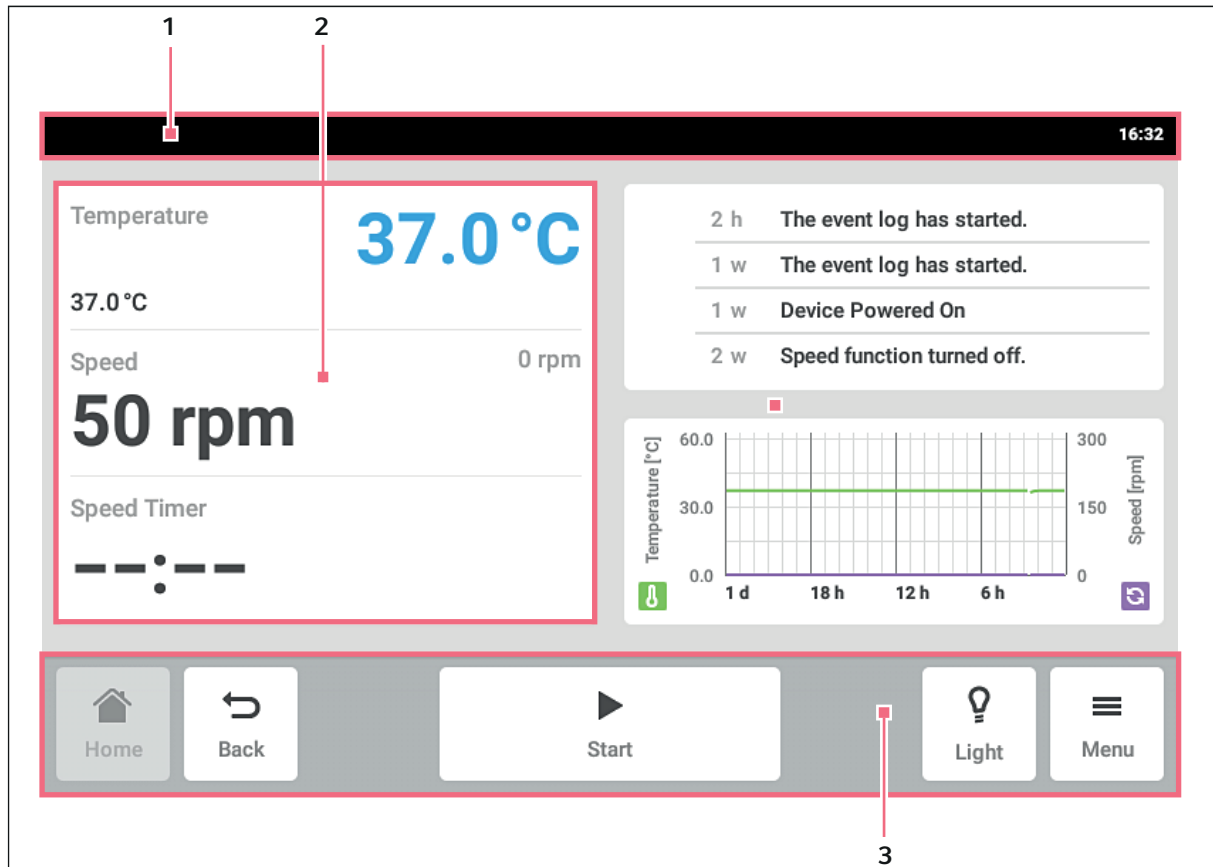 1 2
16:32
Temperature 37.0 °C
37.0 °C
Speed 0 rpm
50 rpm
Speed Timer
--:--
2 h The event log has started.
1 w The event log has started.
1 w Device Powered On
2 w Speed function turned off.
Temperature [°C]
60.0
30.0
0.0
300
150
0
Speed [rpm]
1 d 18 h 12 h 6 h
Home Back Start Light Menu
3